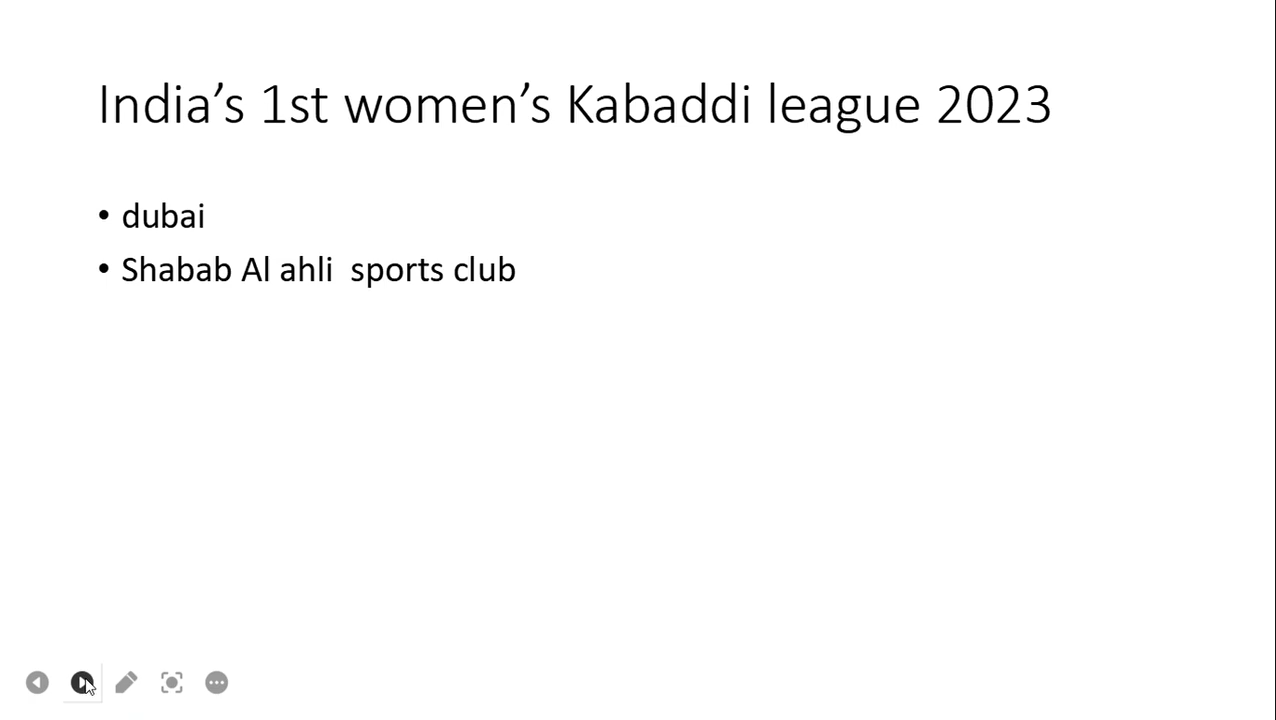 India’s 1st women’s Kabaddi league 2023
• dubai
• Shabab Al ahli  sports club